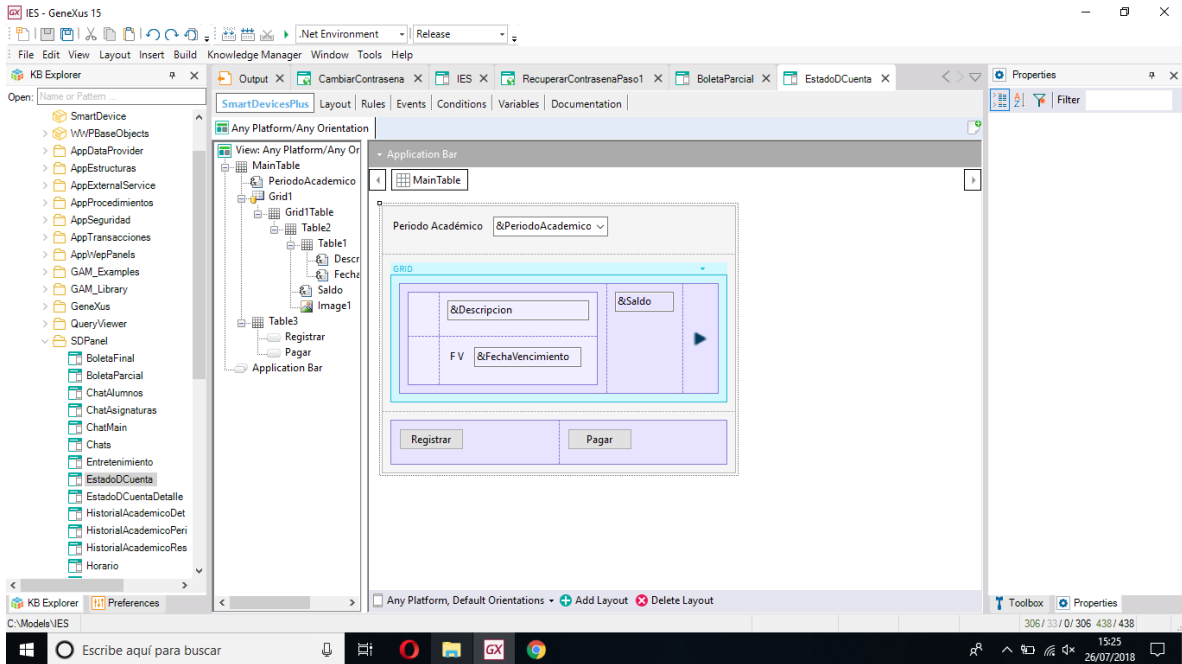 IES - GeneXus 15
.Net Environment
Release
File Edit View Layout Insert Build Knowledge Manager Window Tools Help
KB Explorer
Open: Name or Pattern ...
SmartDevice
WWPBaseObjects
AppDataProvider
AppEstructuras
AppExternalService
AppProcedimientos
AppSeguridad
AppTransacciones
AppWepPanels
GAM_Examples
GAM_Library
GeneXus
QueryViewer
SDPanel
BoletaFinal
BoletaParcial
ChatAlumnos
ChatAsignaturas
ChatMain
Chats
Entretenimiento
EstadoDCuenta
EstadoDCuentaDetalle
HistorialAcademicoDet
HistorialAcademicoPeri
HistorialAcademicoRes
Horario
KB Explorer Preferences
Output CambiarContrasena IES RecuperarContrasenaPaso1 BoletaParcial EstadoDCuenta
SmartDevicesPlus Layout Rules Events Conditions Variables Documentation
Any Platform/Any Orientation
View: Any Platform/Any Or
MainTable
PeriodoAcademico
Grid1
Grid1Table
Table2
Table1
Descr
Fecha
Saldo
Image1
Table3
Registrar
Pagar
Application Bar
Application Bar
MainTable
Periodo Académico &PeriodoAcademico
GRID
&Descripcion
&Saldo
F V &FechaVencimiento
Registrar Pagar
Any Platform, Default Orientations Add Layout Delete Layout
Properties
Filter
Toolbox Properties
C:\Models\IES
306/ 33/ 0/ 306 438/ 438
GX
Escribe aquí para buscar
GX
15:25
26/07/2018